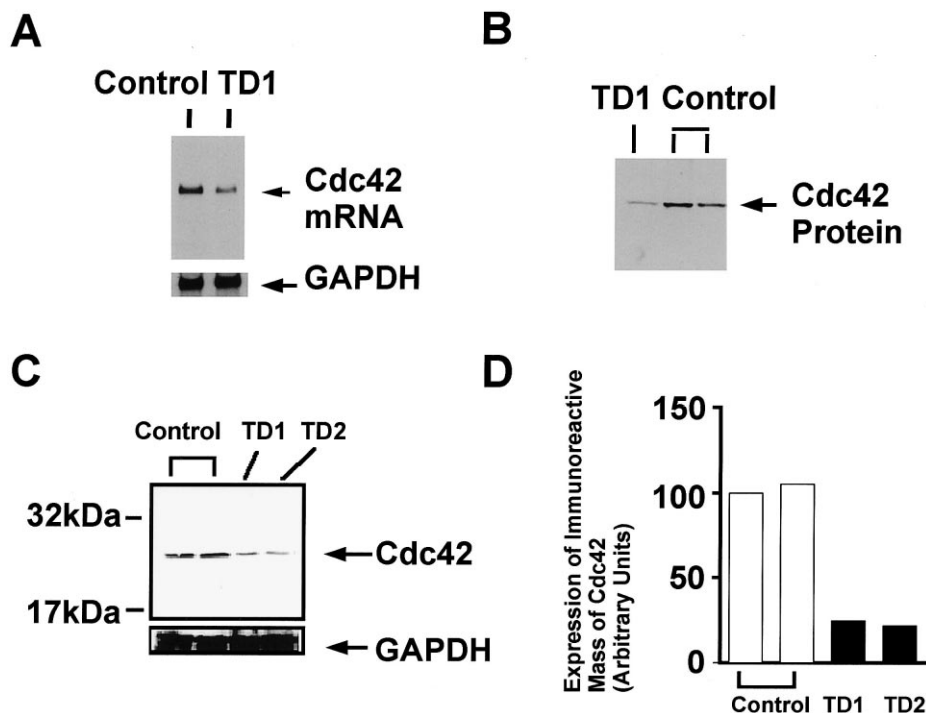 A
Control TD1
Cdc42
mRNA
GAPDH
B
TD1 Control
Cdc42
Protein
C
Control TD1 TD2
32kDa
Cdc42
17kDa
GAPDH
D
Expression of Immunoreactive
Mass of Cdc42
(Arbitrary Units)
150
100
50
0
Control TD1 TD2